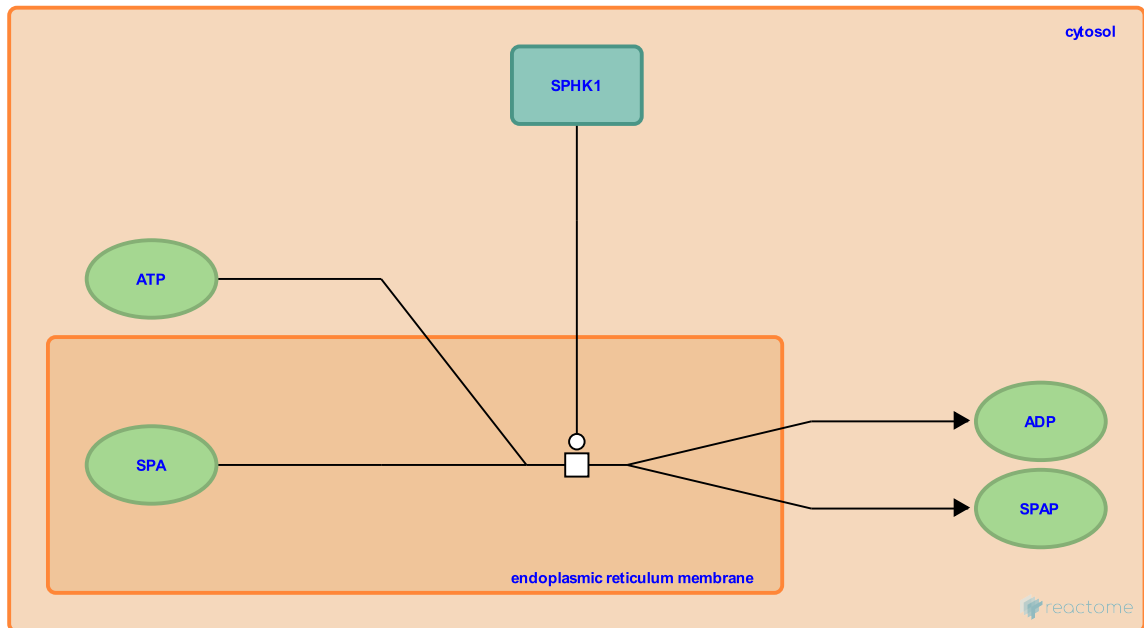 cytosol
SPHK1
ATP
SPA
ADP
SPAP
endoplasmic reticulum membrane
reactome